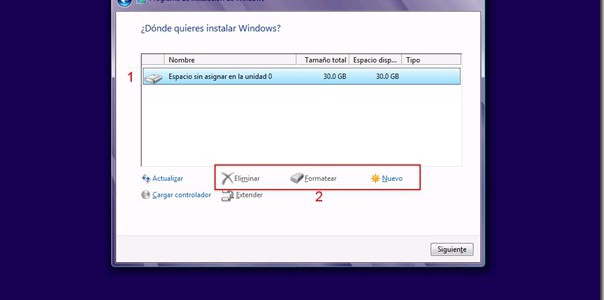 ¿Dónde quieres instalar Windows?
Nombre Tamaño total Espacio disp... Tipo
1 Espacio sin asignar en la unidad 0 30.0 GB 30.0 GB
Actualizar Eliminar Formatear Nuevo
Cargar controlador Extender 2
Siguiente